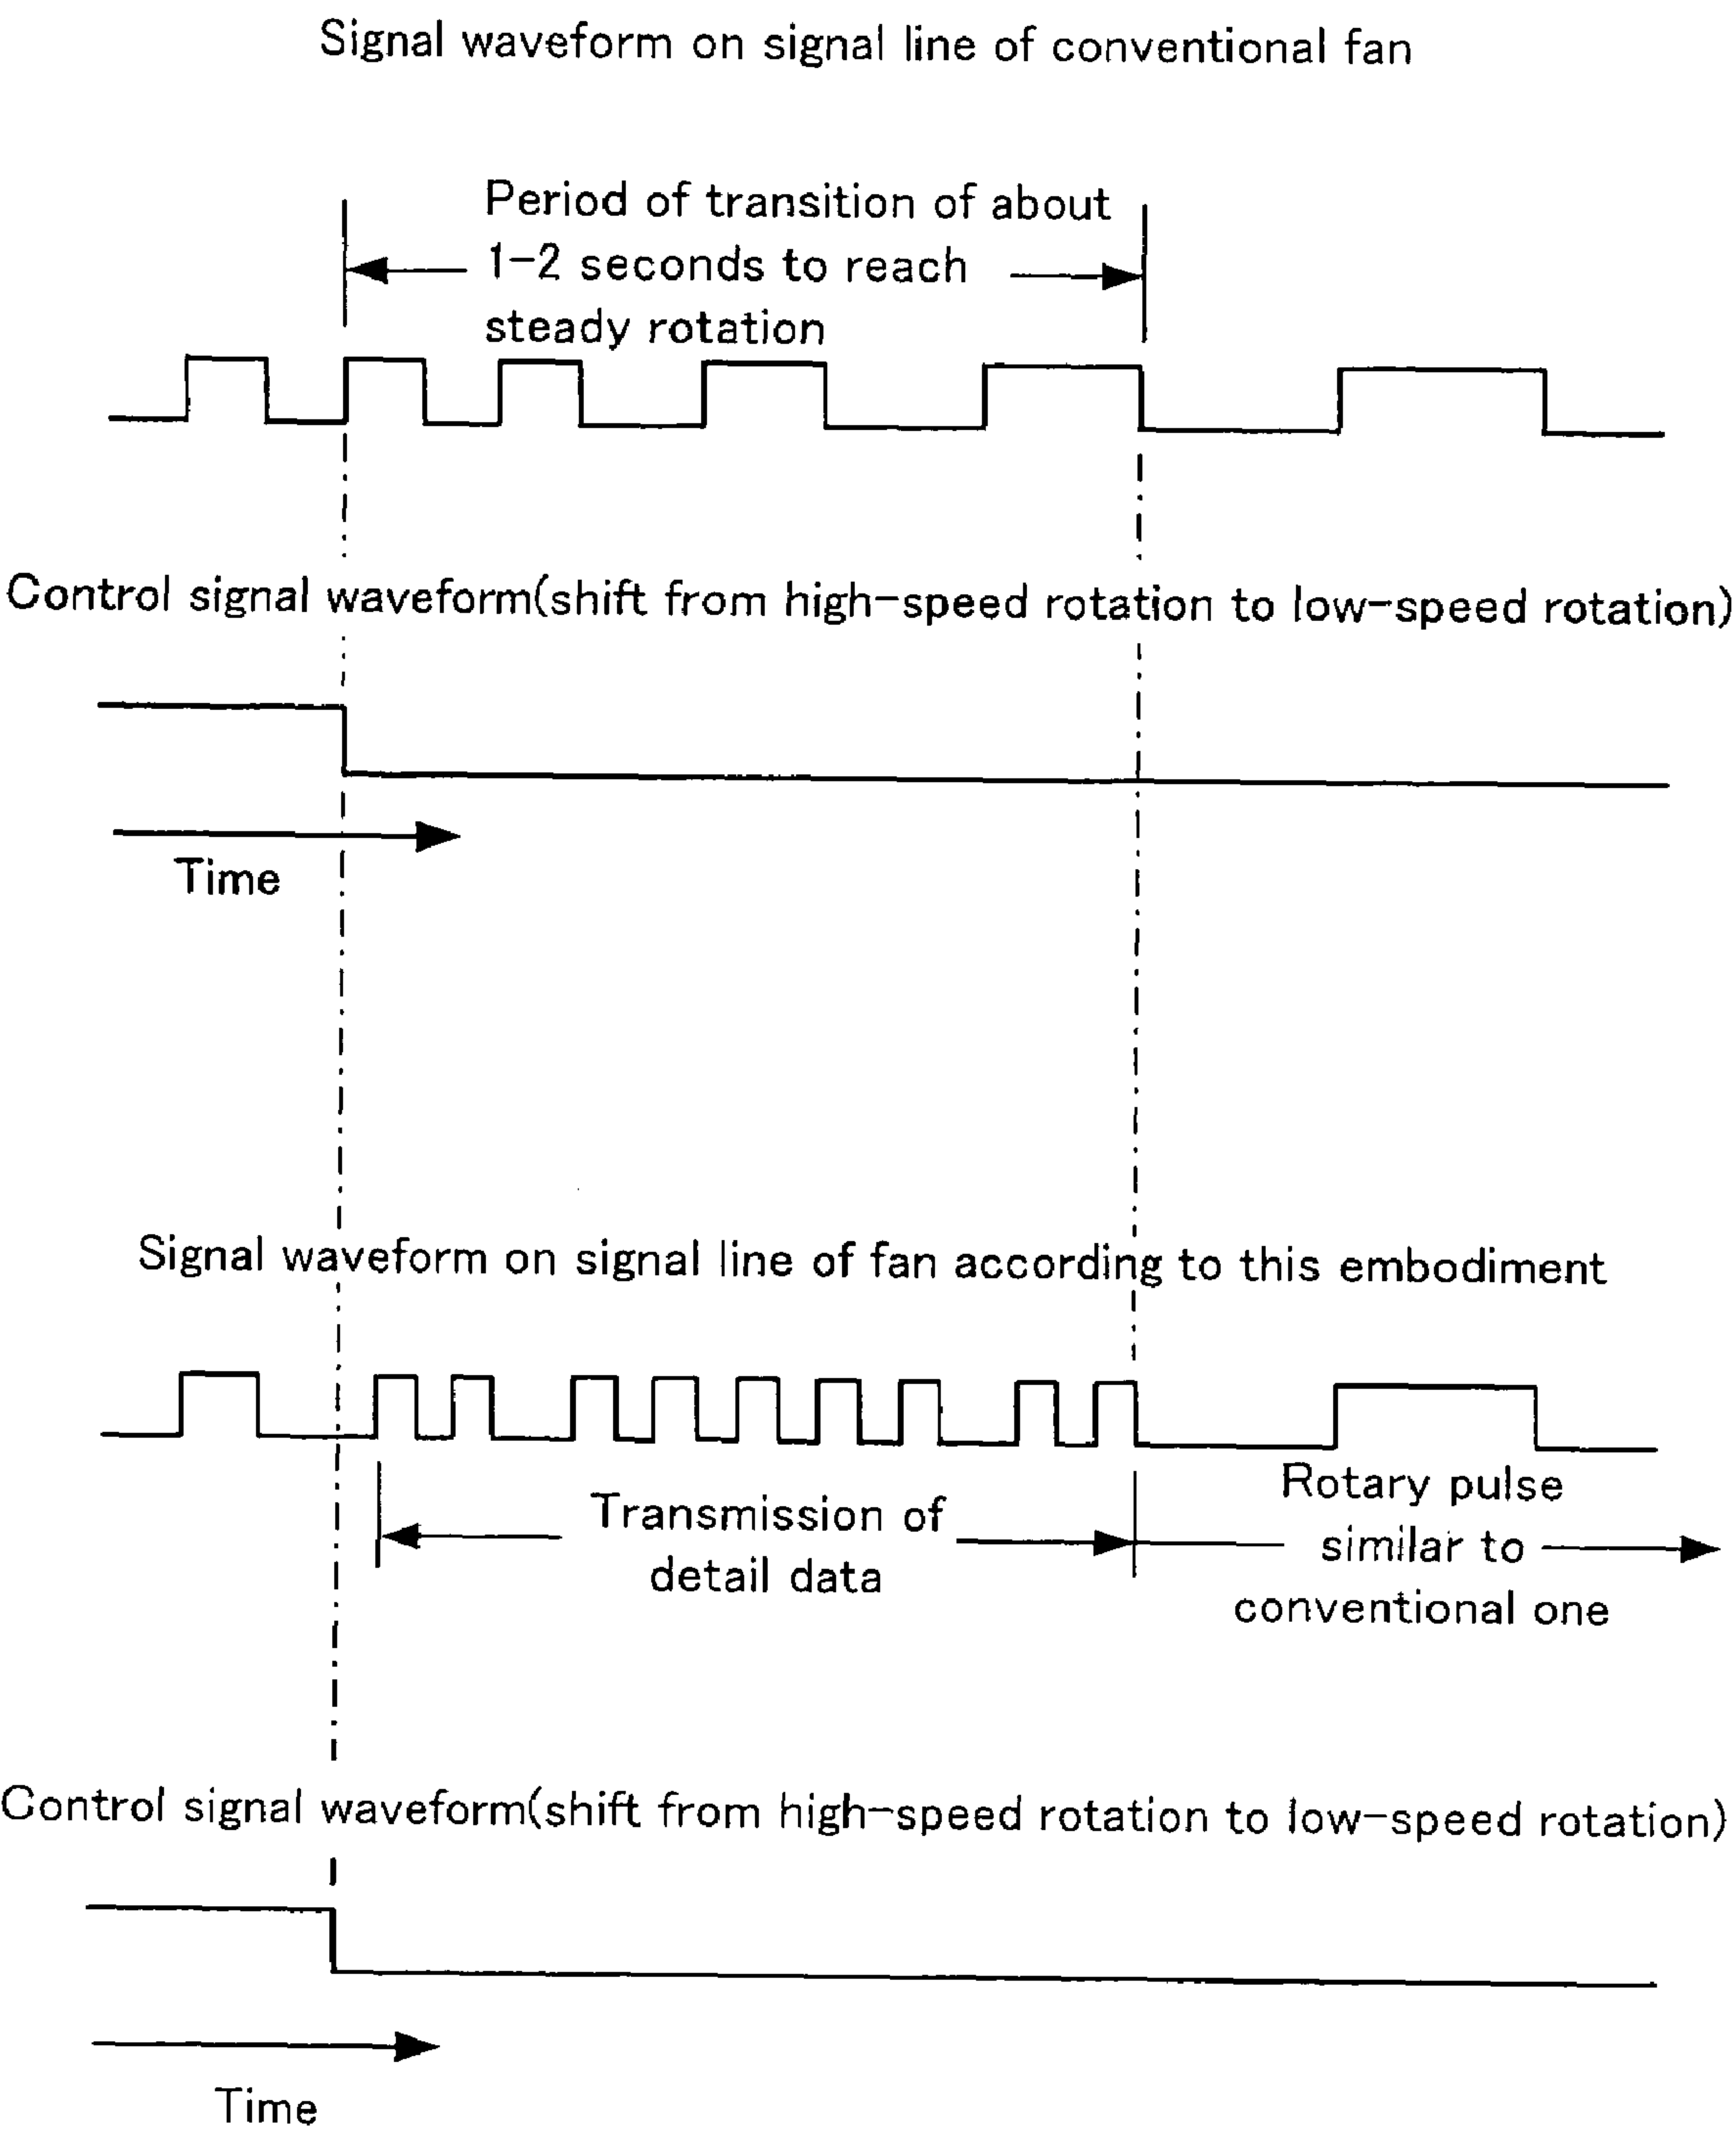 Signal waveform on signal line of conventional fan
Period of transition of about
1-2 seconds to reach
steady rotation
Control signal waveform(shift from high-speed rotation to low-speed rotation)
Time
Signal waveform on signal line of fan according to this embodiment
Transmission of
detail data
Rotary pulse
similar to
conventional one
Control signal waveform(shift from high-speed rotation to low-speed rotation)
Time